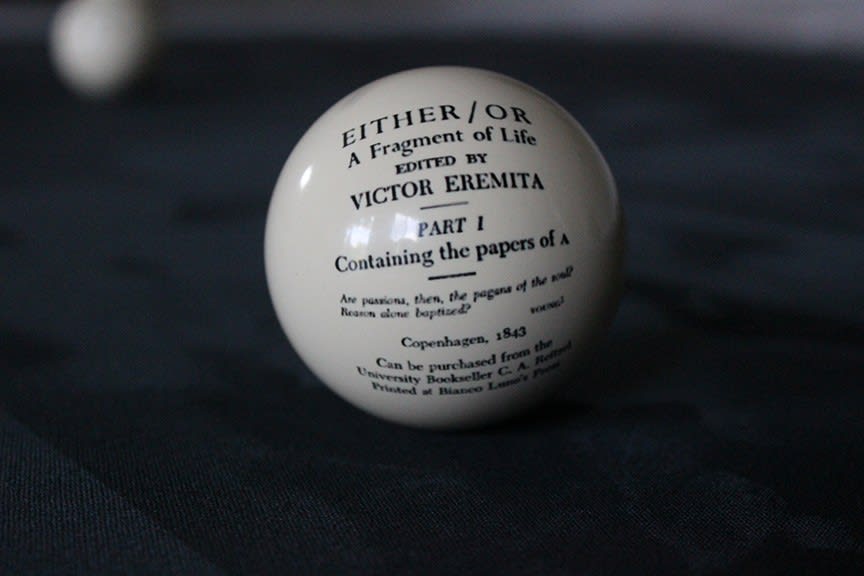 EITHER/OR
A Fragment of Life
EDITED BY
VICTOR EREMITA
PART I
Containing the papers of A
Are passions, then, the pagans of the soul?
Reason alone baptized?
YOUNG¹
Copenhagen, 1843
Can be purchased from the
University Bookseller C. A. Reitzel
Printed at Bianco Luno's Press